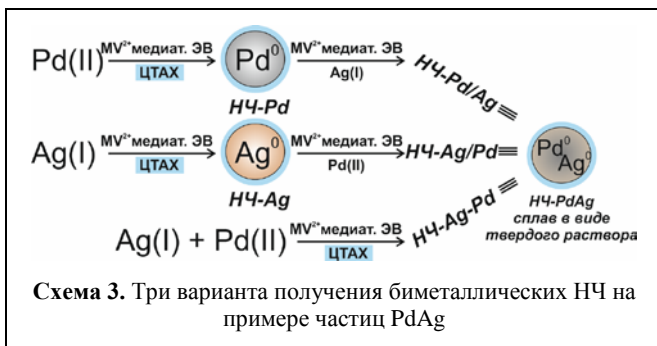 Pd(II) MV²⁺медиат. ЭВ ЦТАХ Pd⁰ MV²⁺медиат. ЭВ Ag(I) НЧ-Pd/Ag
НЧ-Pd
Ag(I) MV²⁺медиат. ЭВ ЦТАХ Ag⁰ MV²⁺медиат. ЭВ Pd(II) НЧ-Ag/Pd≡ Pd⁰ Ag⁰
НЧ-Ag
НЧ-PdAg
сплав в виде
твердого раствора
Ag(I) + Pd(II) MV²⁺медиат. ЭВ ЦТАХ НЧ-Ag-Pd
Схема 3. Три варианта получения биметаллических НЧ на
примере частиц PdAg